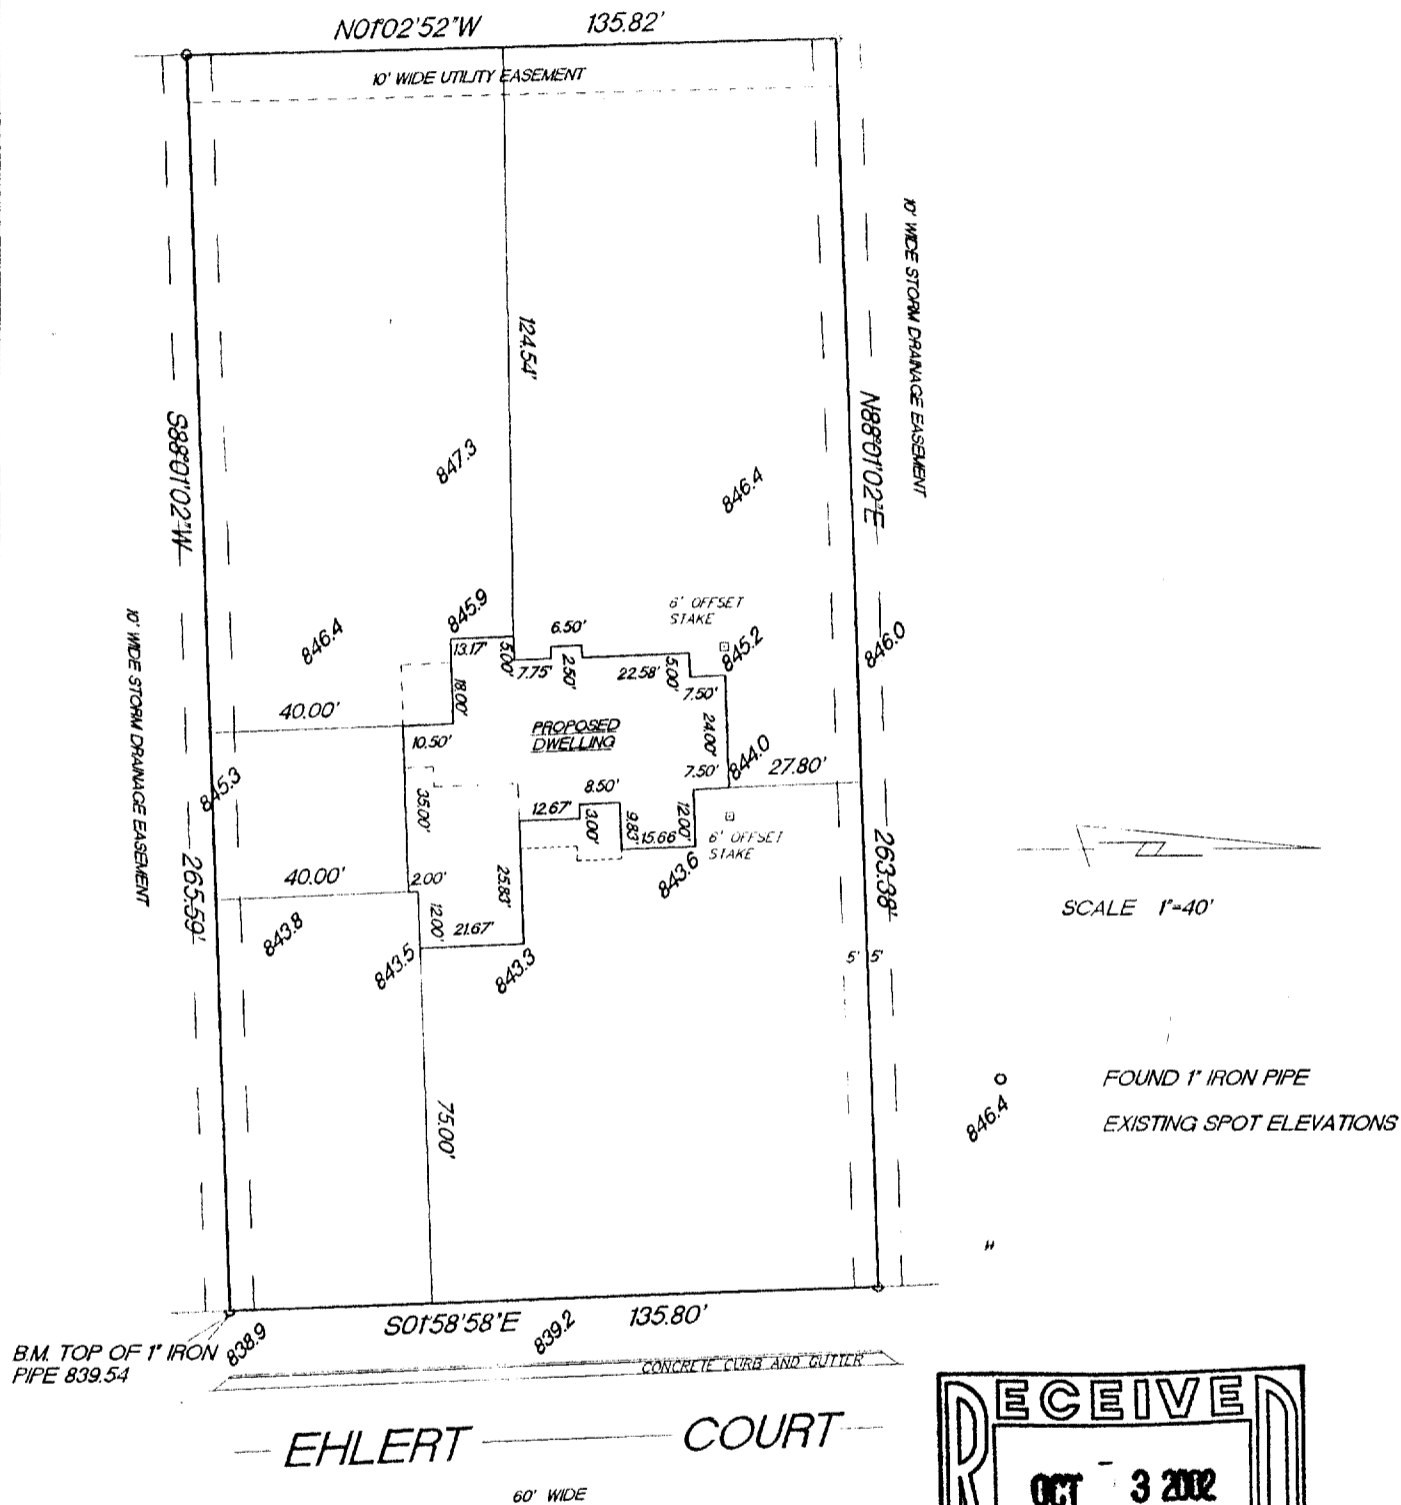 N01°02'52"W 135.82'
10' WIDE UTILITY EASEMENT
10' WIDE STORM DRAINAGE EASEMENT
124.54'
S88°01'02"W
N88°01'02"E
847.3
846.4
6' OFFSET
STAKE
845.9
6.50'
846.4
845.2
846.0
13.17'
5.00'
7.75'
2.50'
22.58'
5.00'
7.50'
18.00'
40.00'
10.50'
PROPOSED
DWELLING
24.00'
844.0
7.50'
27.80'
10' WIDE STORM DRAINAGE EASEMENT
845.3
35.00'
8.50'
12.67'
3.00'
9.83'
15.66'
12.00'
6' OFFSET
STAKE
843.6
265.59'
263.38'
40.00'
2.00'
25.83'
12.00'
21.67'
843.8
843.5
843.3
5' 5'
SCALE 1"=40'
FOUND 1" IRON PIPE
846.4
EXISTING SPOT ELEVATIONS
75.00'
S01°58'58"E 135.80'
838.9
839.2
B.M. TOP OF 1" IRON
PIPE 839.54
CONCRETE CURB AND GUTTER
EHLERT COURT
60' WIDE
RECEIVED
OCT - 3 2002